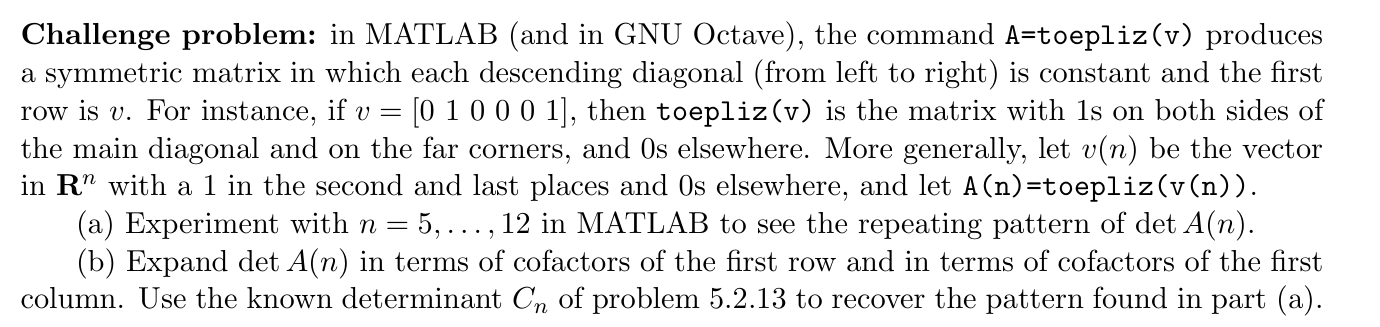 Challenge problem: in MATLAB (and in GNU Octave), the command A=toepliz(v) produces
a symmetric matrix in which each descending diagonal (from left to right) is constant and the first
row is v. For instance, if v = [0 1 0 0 0 1], then toepliz(v) is the matrix with 1s on both sides of
the main diagonal and on the far corners, and 0s elsewhere. More generally, let v(n) be the vector
in Rⁿ with a 1 in the second and last places and 0s elsewhere, and let A(n)=toepliz(v(n)).
(a) Experiment with n = 5, . . . , 12 in MATLAB to see the repeating pattern of det A(n).
(b) Expand det A(n) in terms of cofactors of the first row and in terms of cofactors of the first
column. Use the known determinant Cₙ of problem 5.2.13 to recover the pattern found in part (a).